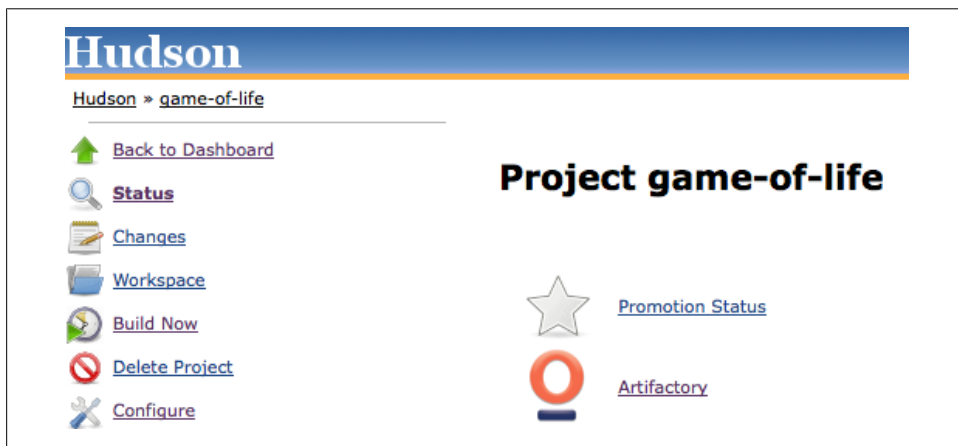 Hudson
Hudson » game-of-life
Back to Dashboard
Status
Changes
Workspace
Build Now
Delete Project
Configure
Project game-of-life
Promotion Status
Artifactory